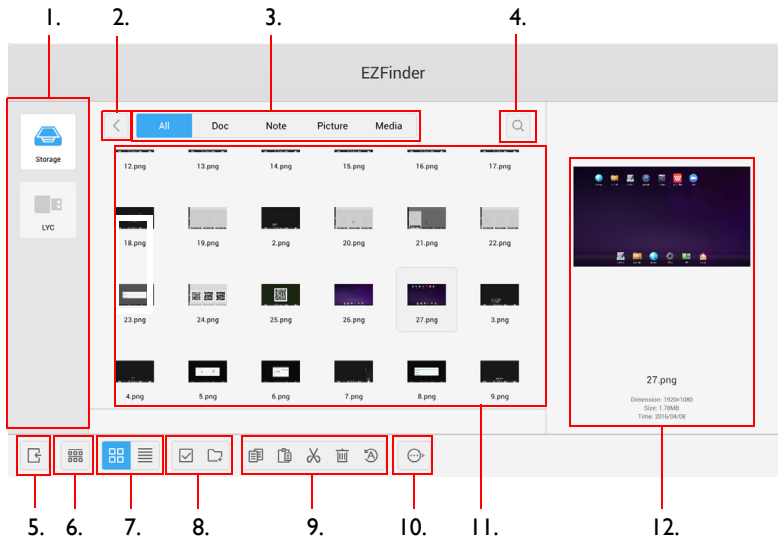 1.
2.
3.
4.
EZFinder
Storage
LYC
All Doc Note Picture Media
12.png 13.png 14.png 15.png 16.png 17.png
18.png 19.png 2.png 20.png 21.png 22.png
23.png 24.png 25.png 26.png 27.png 3.png
4.png 5.png 6.png 7.png 8.png 9.png
27.png
Dimension: 1920×1080
Size: 1.78MB
Time: 2016/04/08
5.
6.
7.
8.
9.
10.
11.
12.